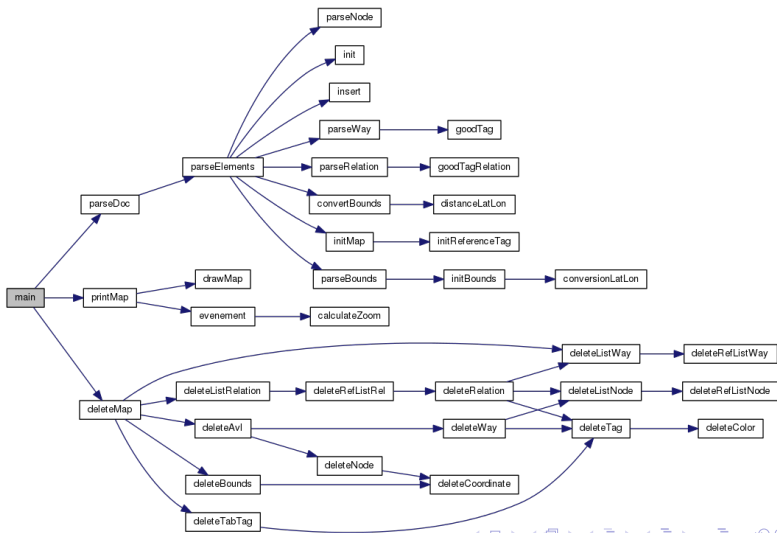 parseNode
init
insert
parseWay
goodTag
parseElements
parseRelation
goodTagRelation
parseDoc
convertBounds
distanceLatLon
initMap
initReferenceTag
parseBounds
initBounds
conversionLatLon
drawMap
main
printMap
evenement
calculateZoom
deleteListWay
deleteRefListWay
deleteListRelation
deleteRefListRel
deleteRelation
deleteListNode
deleteRefListNode
deleteMap
deleteAvl
deleteWay
deleteTag
deleteColor
deleteNode
deleteBounds
deleteCoordinate
deleteTabTag